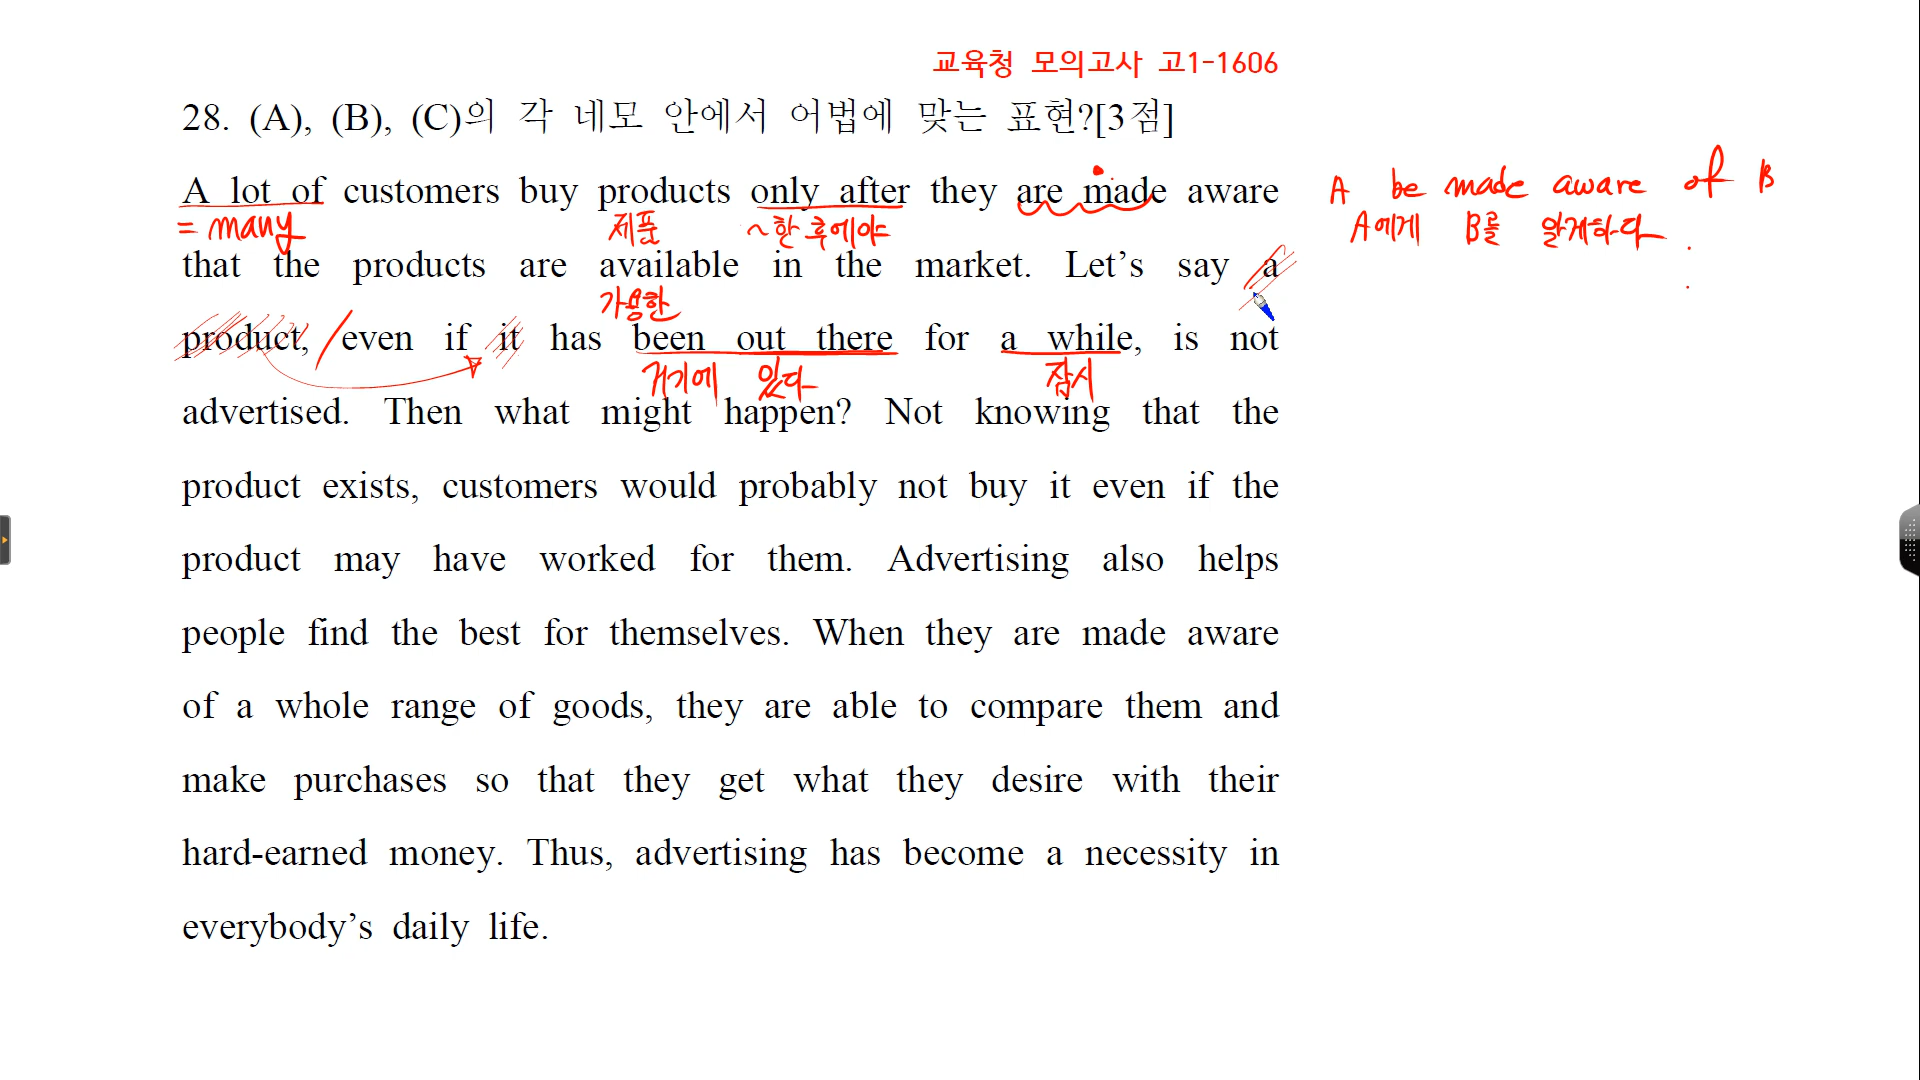 교육청 모의고사 고1-1606
28. (A), (B), (C)의 각 네모 안에서 어법에 맞는 표현?[3점]
A lot of customers buy products only after they are made aware
A be made aware of B
= many 제품 ~한 후에야
A에게 B를 알게하다
that the products are available in the market. Let’s say a
가용한
product, even if it has been out there for a while, is not
거기에 있다 잠시
advertised. Then what might happen? Not knowing that the
product exists, customers would probably not buy it even if the
product may have worked for them. Advertising also helps
people find the best for themselves. When they are made aware
of a whole range of goods, they are able to compare them and
make purchases so that they get what they desire with their
hard-earned money. Thus, advertising has become a necessity in
everybody’s daily life.